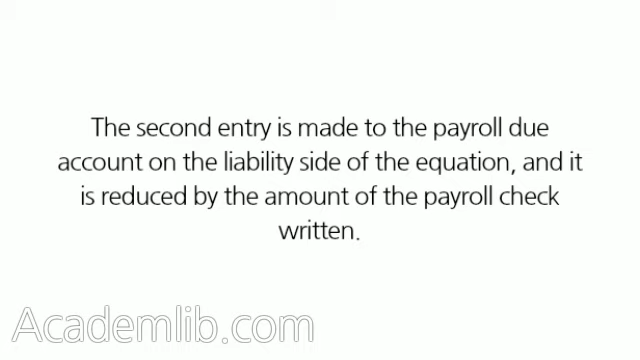 The second entry is made to the payroll due
account on the liability side of the equation, and it
is reduced by the amount of the payroll check
written.
Academlib.com